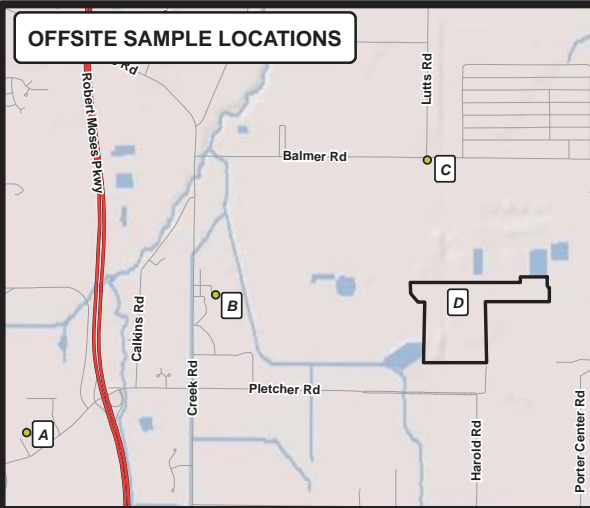 OFFSITE SAMPLE LOCATIONS
Rd
Robert Moses Pkwy
Lutts Rd
Balmer Rd
C
B
D
Calkins Rd
Creek Rd
Pletcher Rd
A
Harold Rd
Porter Center Rd